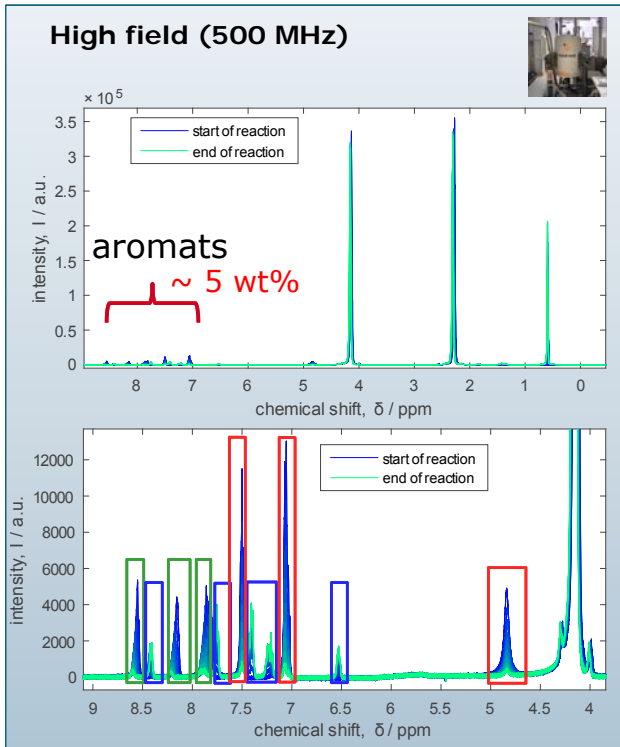 High field (500 MHz)
× 10⁵
3.5
3
2.5
2
1.5
1
0.5
0
intensity, I / a.u.
start of reaction
end of reaction
aromats
~ 5 wt%
8 7 6 5 4 3 2 1 0
chemical shift, δ / ppm
12000
10000
8000
6000
4000
2000
0
intensity, I / a.u.
start of reaction
end of reaction
9 8.5 8 7.5 7 6.5 6 5.5 5 4.5 4
chemical shift, δ / ppm